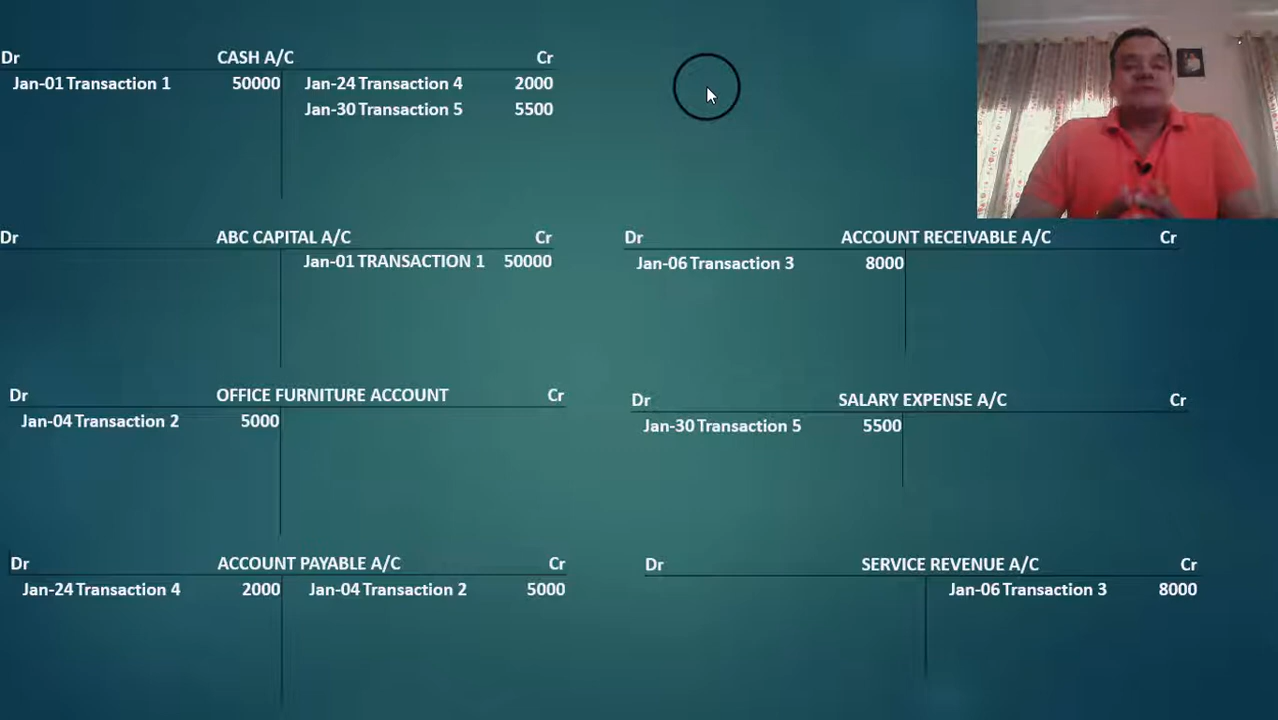 Dr CASH A/C Cr
Jan-01 Transaction 1 50000 Jan-24 Transaction 4 2000
Jan-30 Transaction 5 5500
Dr ABC CAPITAL A/C Cr
Jan-01 TRANSACTION 1 50000
Dr ACCOUNT RECEIVABLE A/C Cr
Jan-06 Transaction 3 8000
Dr OFFICE FURNITURE ACCOUNT Cr
Jan-04 Transaction 2 5000
Dr SALARY EXPENSE A/C Cr
Jan-30 Transaction 5 5500
Dr ACCOUNT PAYABLE A/C Cr
Jan-24 Transaction 4 2000 Jan-04 Transaction 2 5000
Dr SERVICE REVENUE A/C Cr
Jan-06 Transaction 3 8000